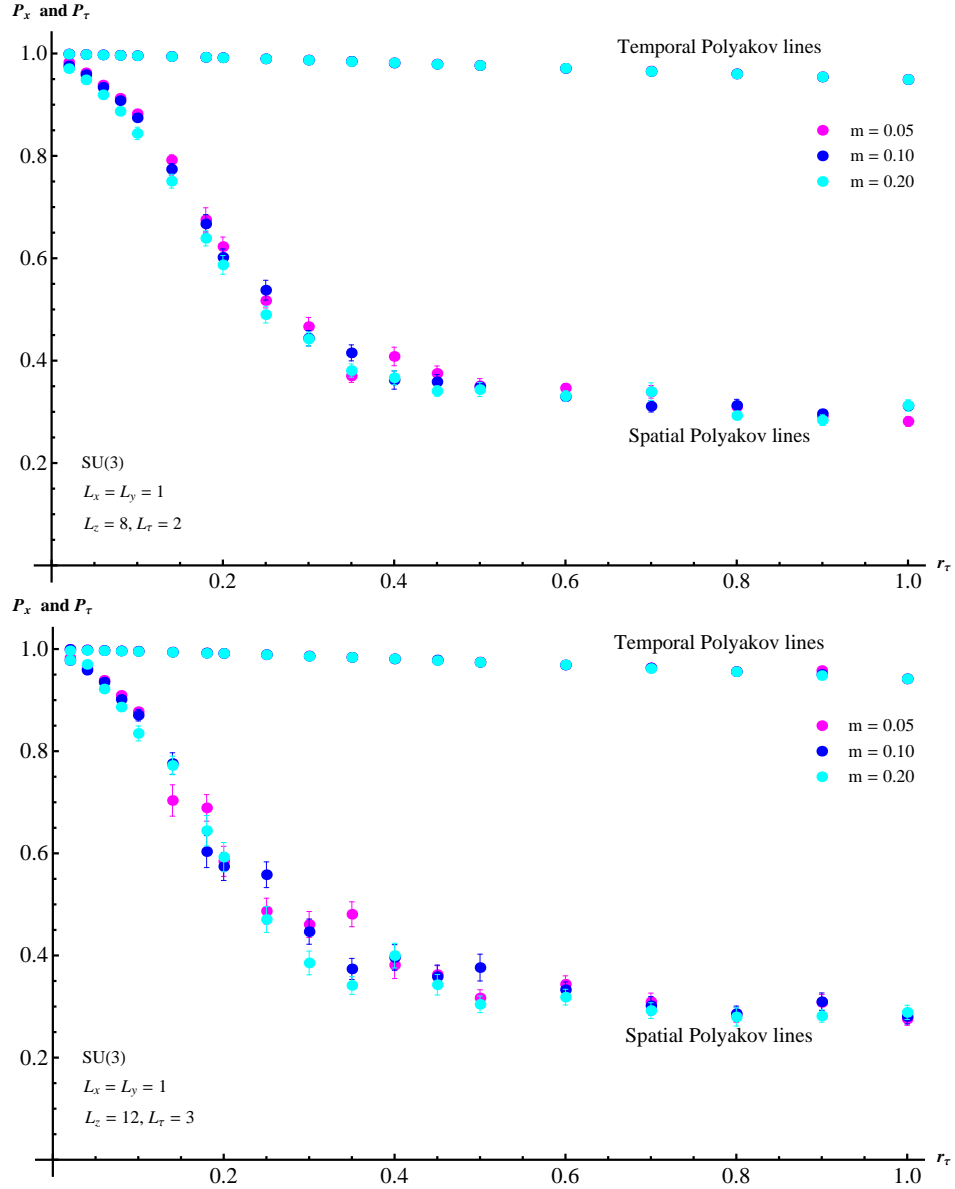 P_x and P_τ
1.0
Temporal Polyakov lines
m = 0.05
m = 0.10
m = 0.20
0.8
0.6
0.4
Spatial Polyakov lines
SU(3)
0.2
L_x = L_y = 1
L_z = 8, L_τ = 2
0.2 0.4 0.6 0.8 1.0 r_τ
P_x and P_τ
1.0
Temporal Polyakov lines
m = 0.05
m = 0.10
m = 0.20
0.8
0.6
0.4
Spatial Polyakov lines
SU(3)
0.2
L_x = L_y = 1
L_z = 12, L_τ = 3
0.2 0.4 0.6 0.8 1.0 r_τ